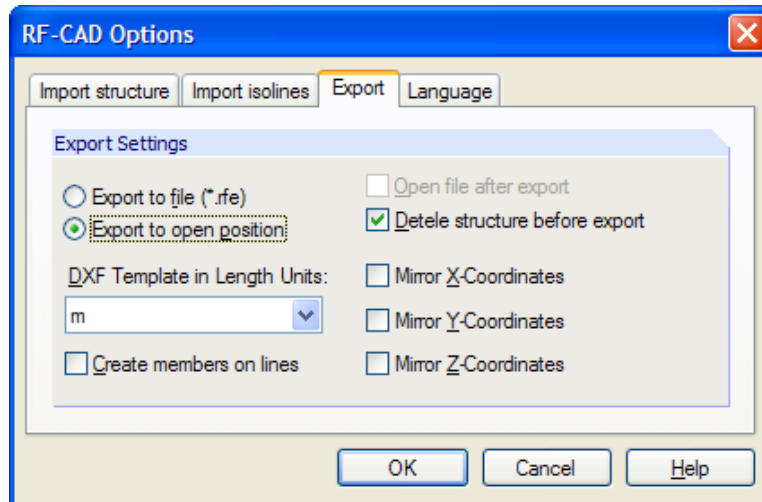 RF-CAD Options
Import structure Import isolines Export Language
Export Settings
Export to file (*.rfe)
Export to open position
Open file after export
Detele structure before export
DXF Template in Length Units:
m
Create members on lines
Mirror X-Coordinates
Mirror Y-Coordinates
Mirror Z-Coordinates
OK Cancel Help